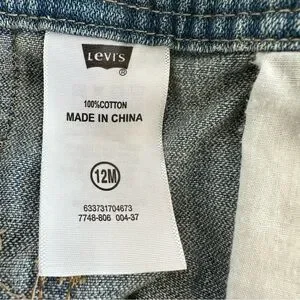 LEVI'S
®
100%COTTON
MADE IN CHINA
12M
633731704673
7748-806 004-37